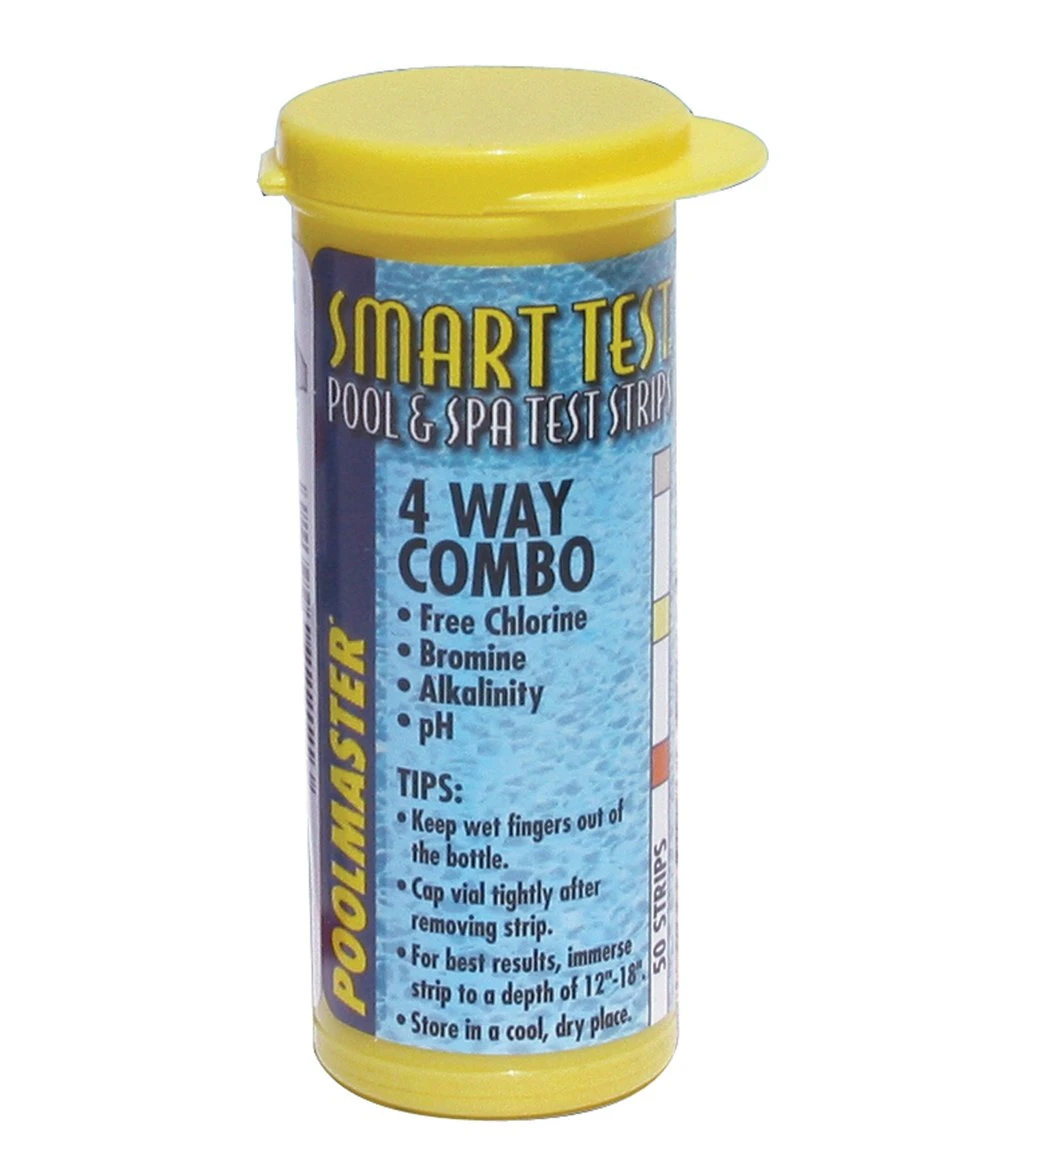 SMART TEST
POOL & SPA TEST STRIPS
4 WAY
COMBO
• Free Chlorine
• Bromine
• Alkalinity
• pH
TIPS:
• Keep wet fingers out of
the bottle.
• Cap vial tightly after
removing strip.
• For best results, immerse
strip to a depth of 12"-18".
• Store in a cool, dry place.
POOLMASTER
50 STRIPS